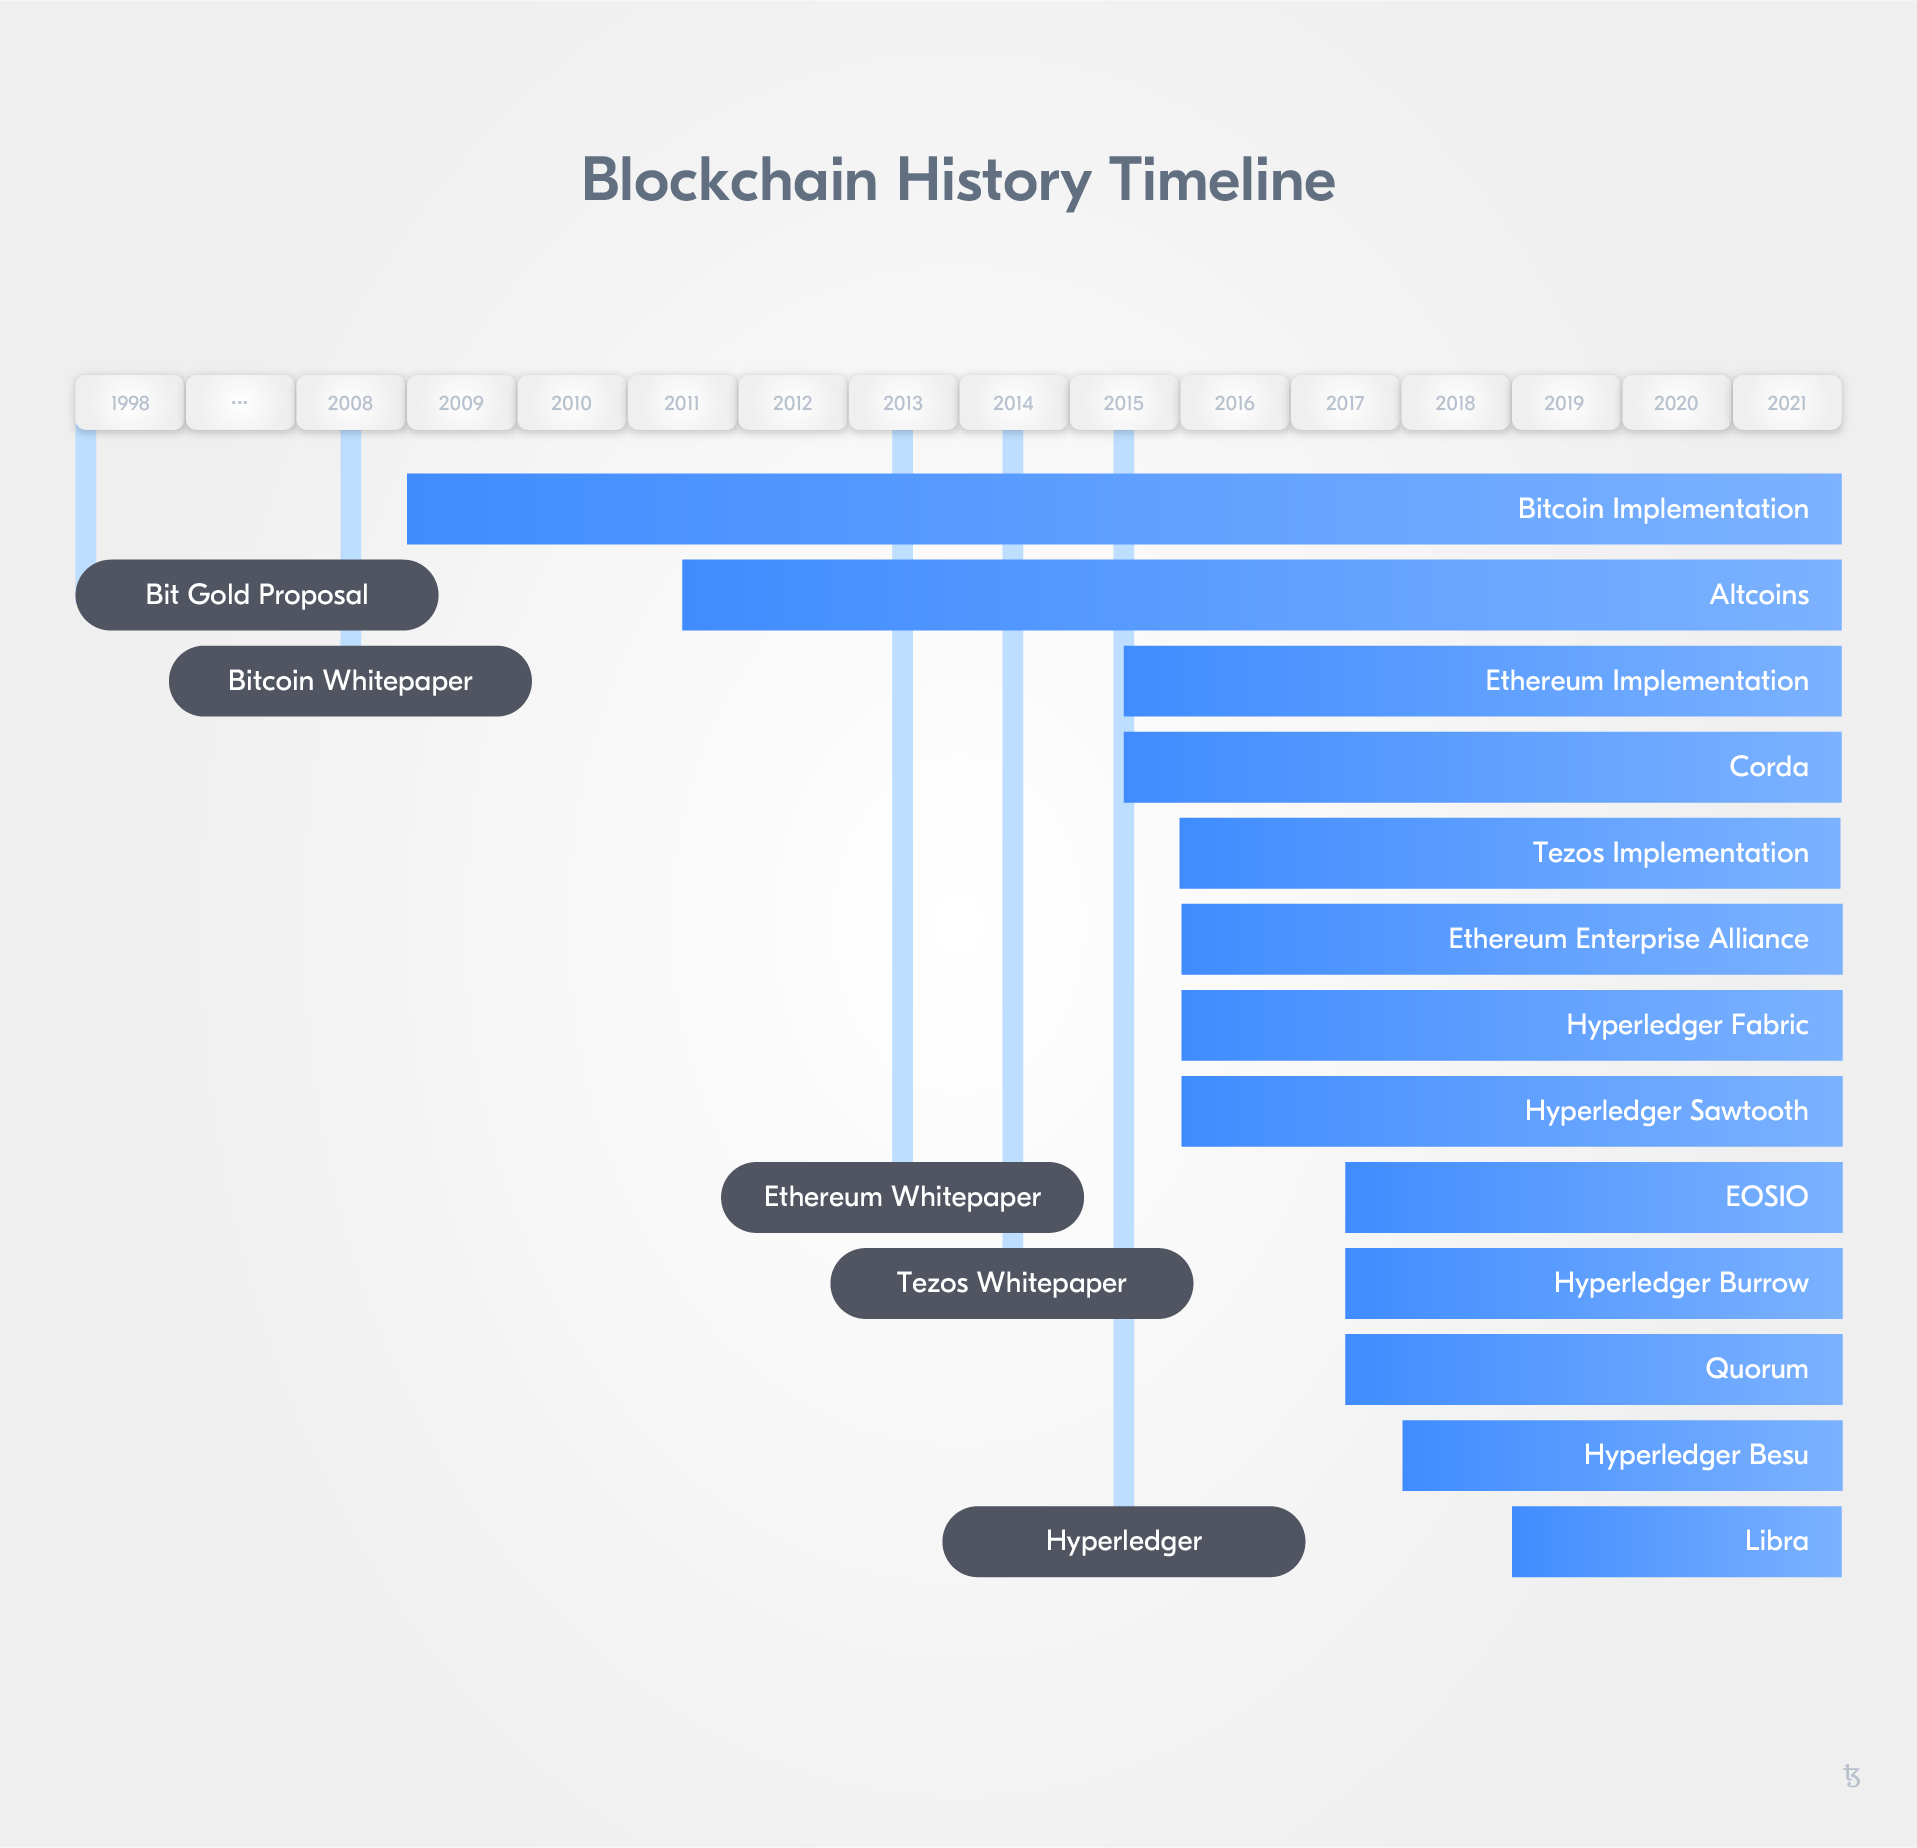 Blockchain History Timeline
1998 ... 2008 2009 2010 2011 2012 2013 2014 2015 2016 2017 2018 2019 2020 2021
Bitcoin Implementation
Bit Gold Proposal Altcoins
Bitcoin Whitepaper Ethereum Implementation
Corda
Tezos Implementation
Ethereum Enterprise Alliance
Hyperledger Fabric
Hyperledger Sawtooth
Ethereum Whitepaper EOSIO
Tezos Whitepaper Hyperledger Burrow
Quorum
Hyperledger Besu
Hyperledger Libra